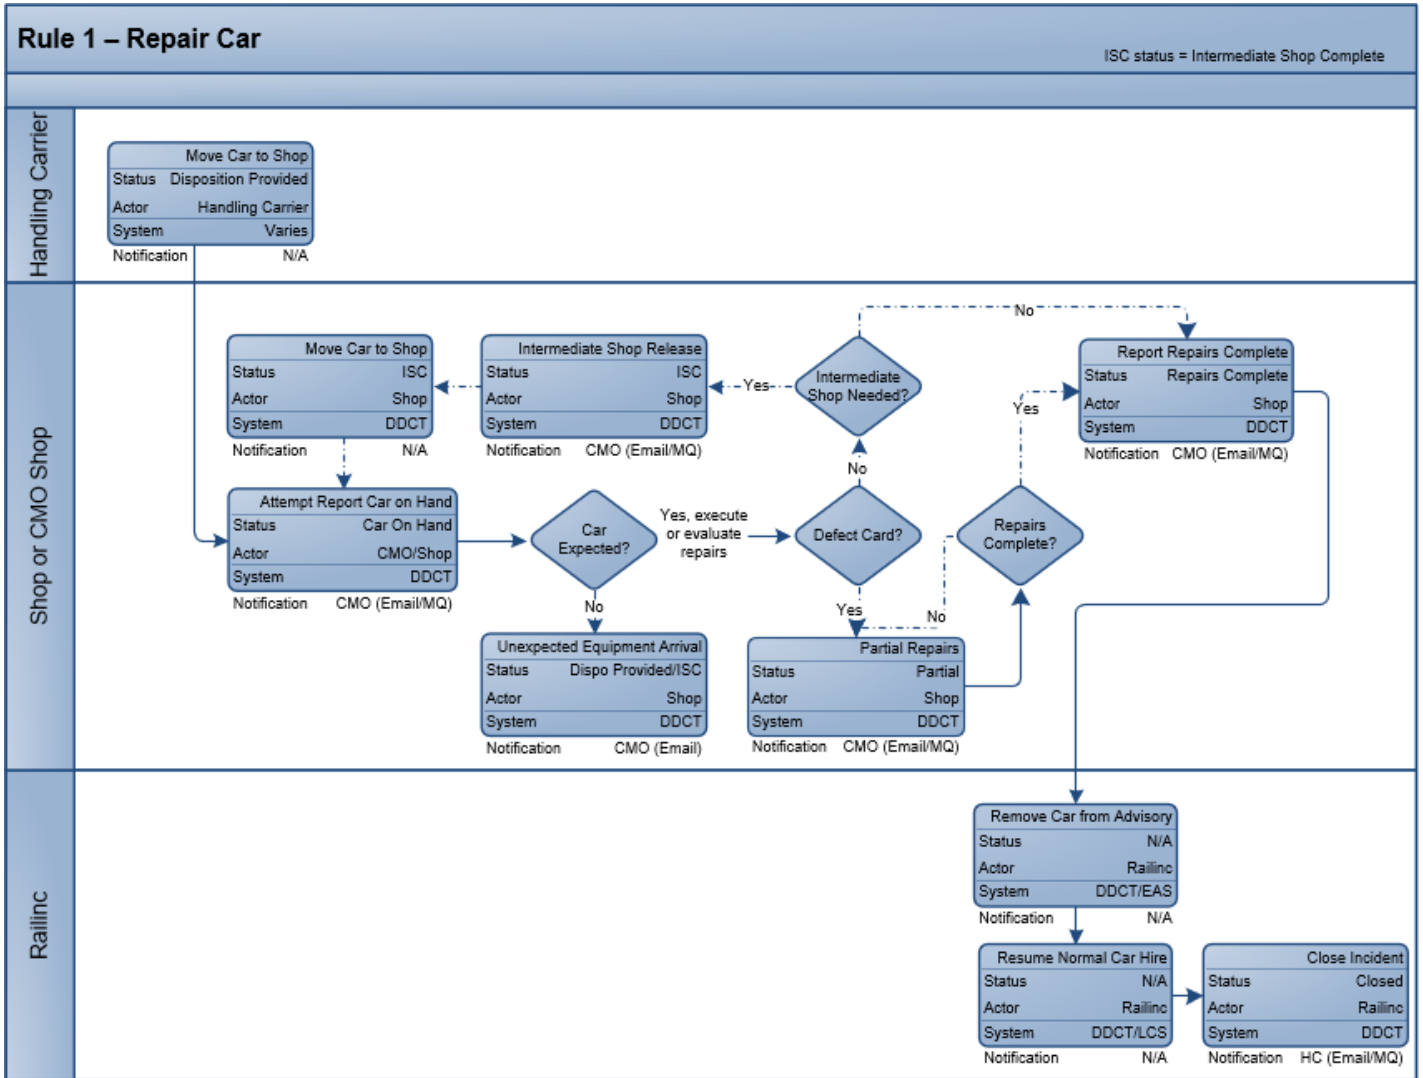 Rule 1 – Repair Car
ISC status = Intermediate Shop Complete
Handling Carrier
Move Car to Shop
Status Disposition Provided
Actor Handling Carrier
System Varies
Notification N/A
Shop or CMO Shop
Move Car to Shop
Status ISC
Actor Shop
System DDCT
Notification N/A
Intermediate Shop Release
Status ISC
Actor Shop
System DDCT
Notification CMO (Email/MQ)
Yes
Intermediate
Shop Needed?
No
Report Repairs Complete
Status Repairs Complete
Actor Shop
System DDCT
Notification CMO (Email/MQ)
Yes
No
Attempt Report Car on Hand
Status Car On Hand
Actor CMO/Shop
System DDCT
Notification CMO (Email/MQ)
Car
Expected?
Yes, execute
or evaluate
repairs
Defect Card?
Repairs
Complete?
No
Yes
No
Unexpected Equipment Arrival
Status Dispo Provided/ISC
Actor Shop
System DDCT
Notification CMO (Email)
Partial Repairs
Status Partial
Actor Shop
System DDCT
Notification CMO (Email/MQ)
Railinc
Remove Car from Advisory
Status N/A
Actor Railinc
System DDCT/EAS
Notification N/A
Resume Normal Car Hire
Status N/A
Actor Railinc
System DDCT/LCS
Notification N/A
Close Incident
Status Closed
Actor Railinc
System DDCT
Notification HC (Email/MQ)